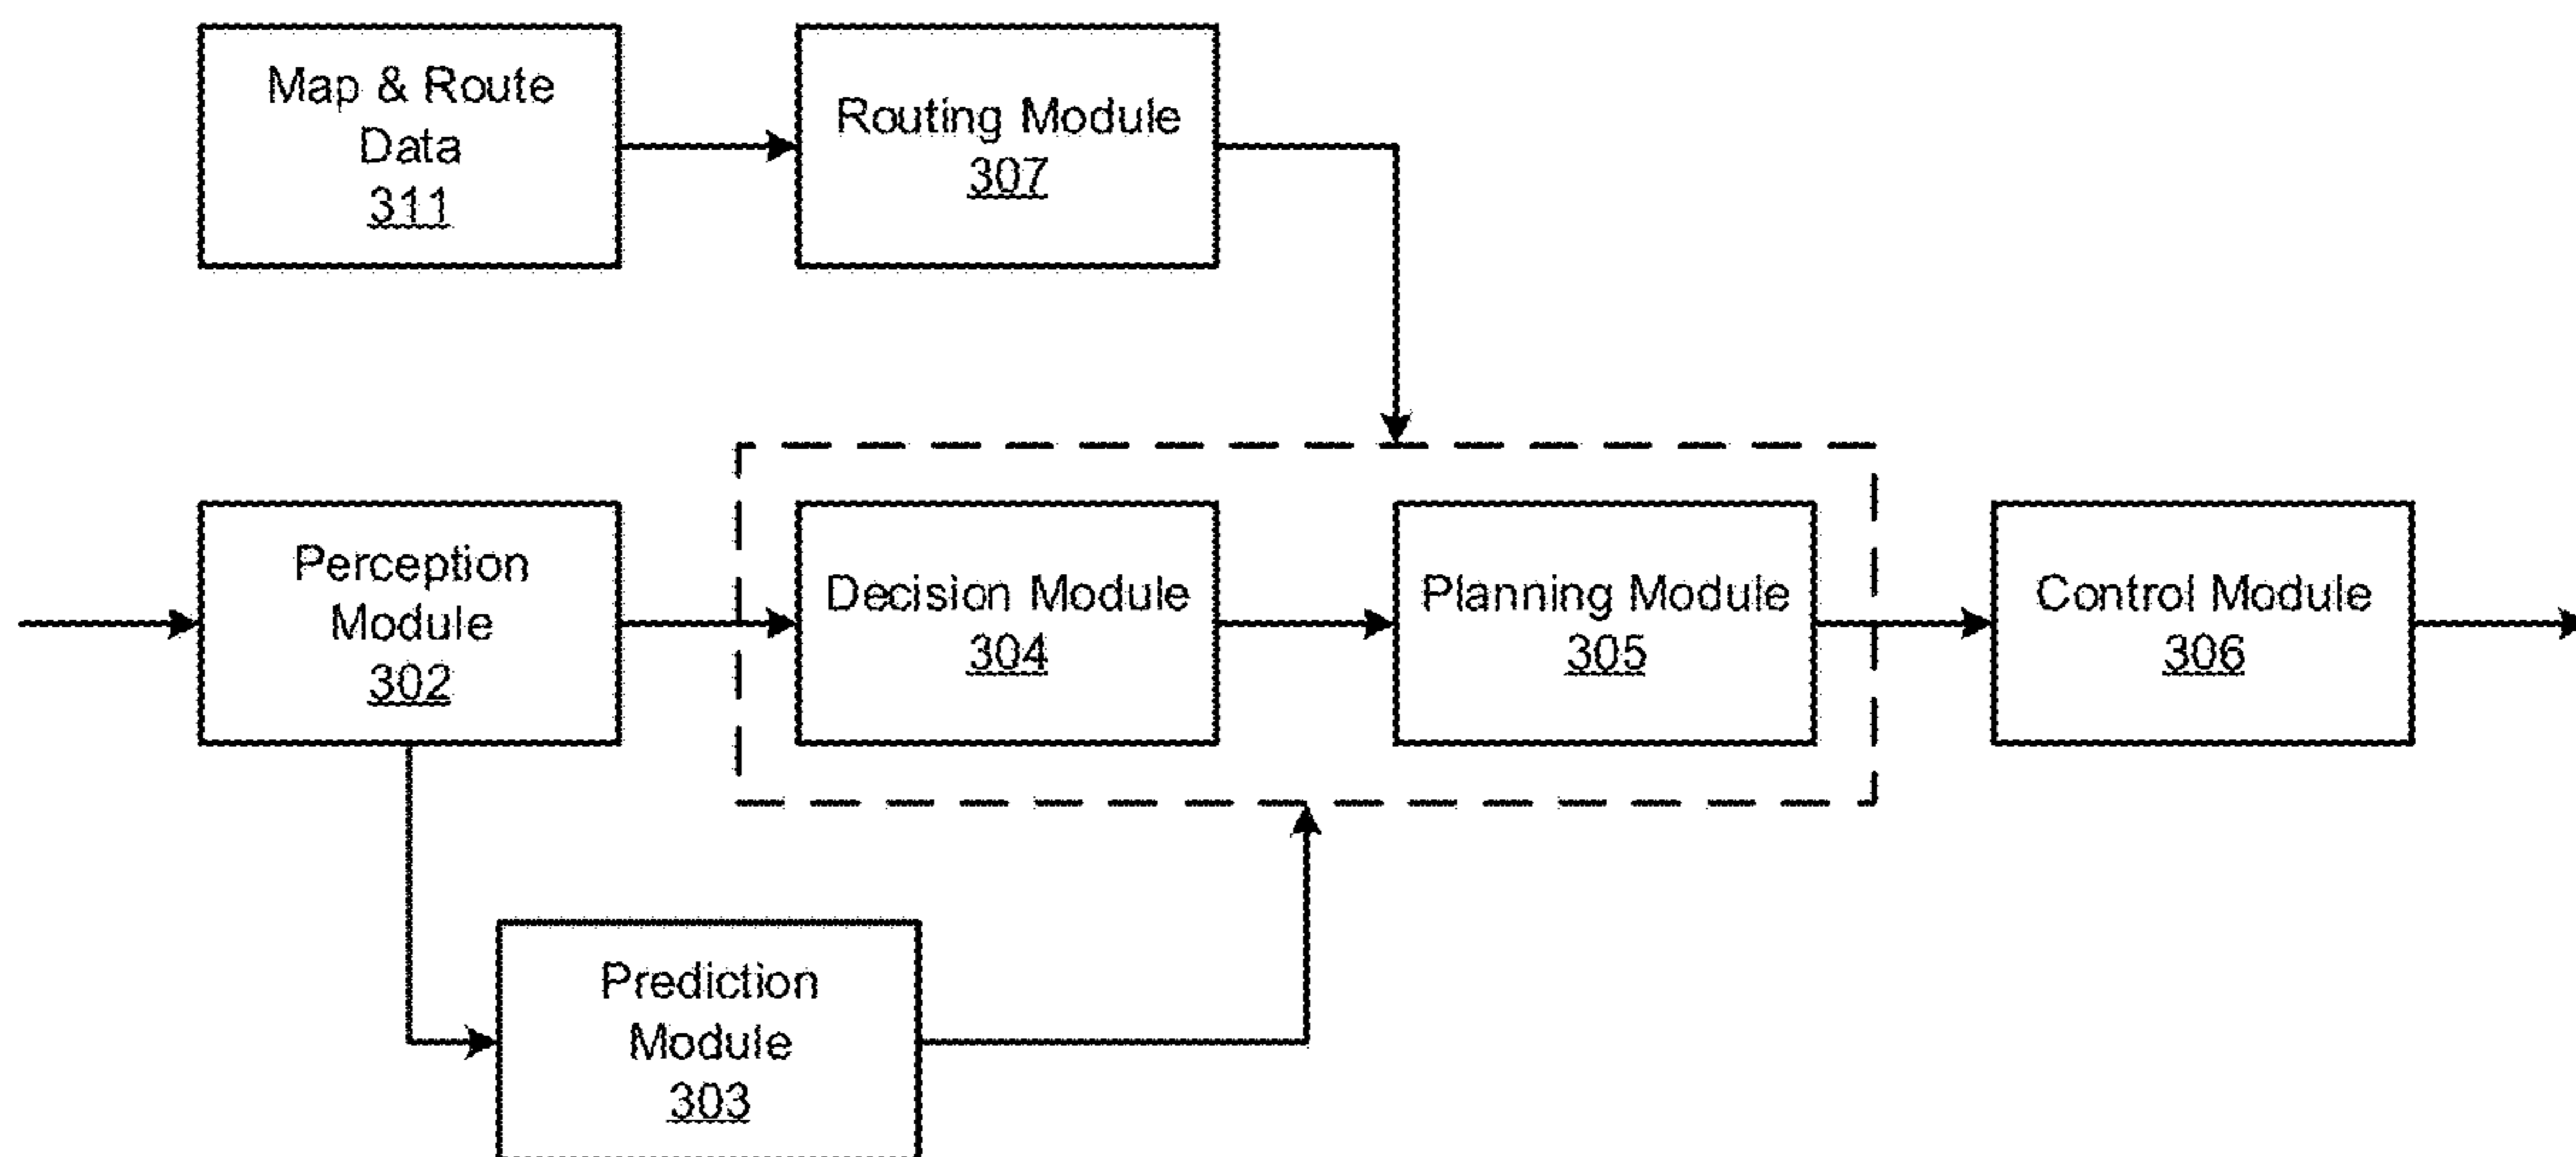 Map & Route
Data
311
Routing Module
307
Perception
Module
302
Decision Module
304
Planning Module
305
Control Module
306
Prediction
Module
303